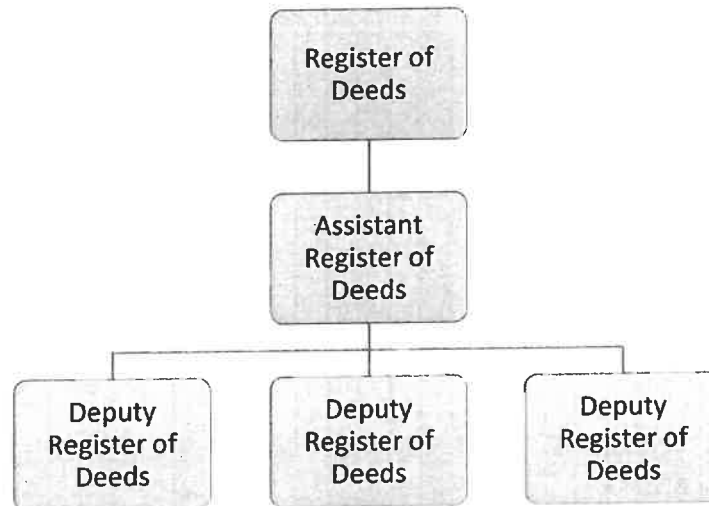 Register of
Deeds
Assistant
Register of
Deeds
Deputy
Register of
Deeds
Deputy
Register of
Deeds
Deputy
Register of
Deeds